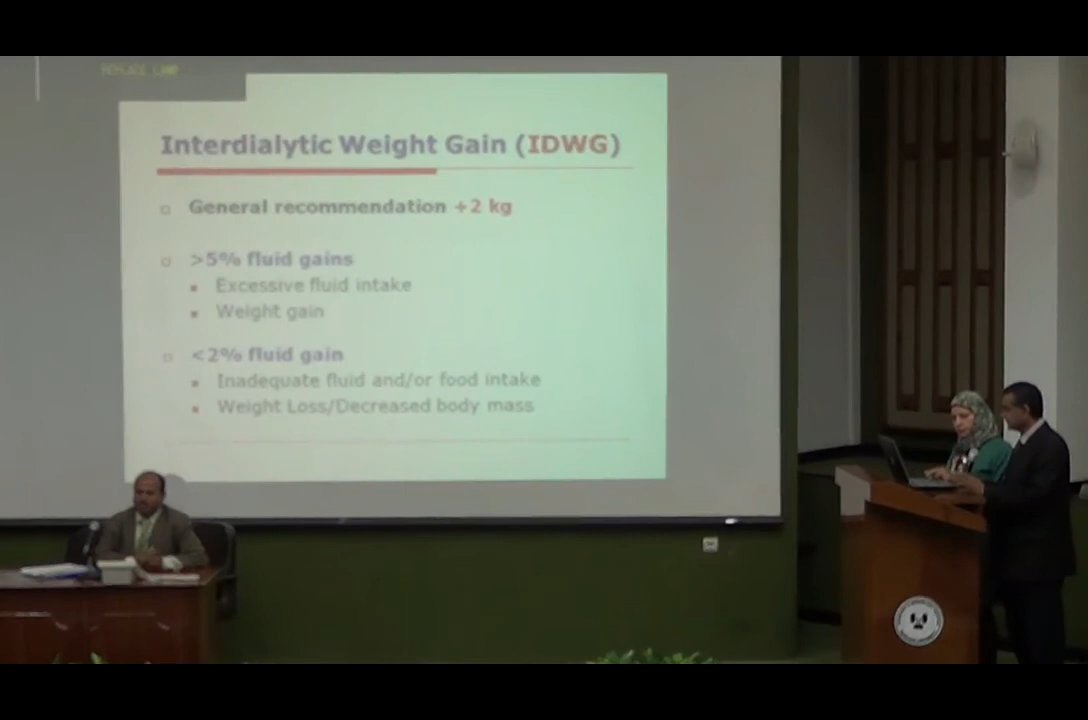 Interdialytic Weight Gain (IDWG)
General recommendation +2 kg
>5% fluid gains
Excessive fluid intake
Weight gain
<2% fluid gain
Inadequate fluid and/or food intake
Weight Loss/Decreased body mass